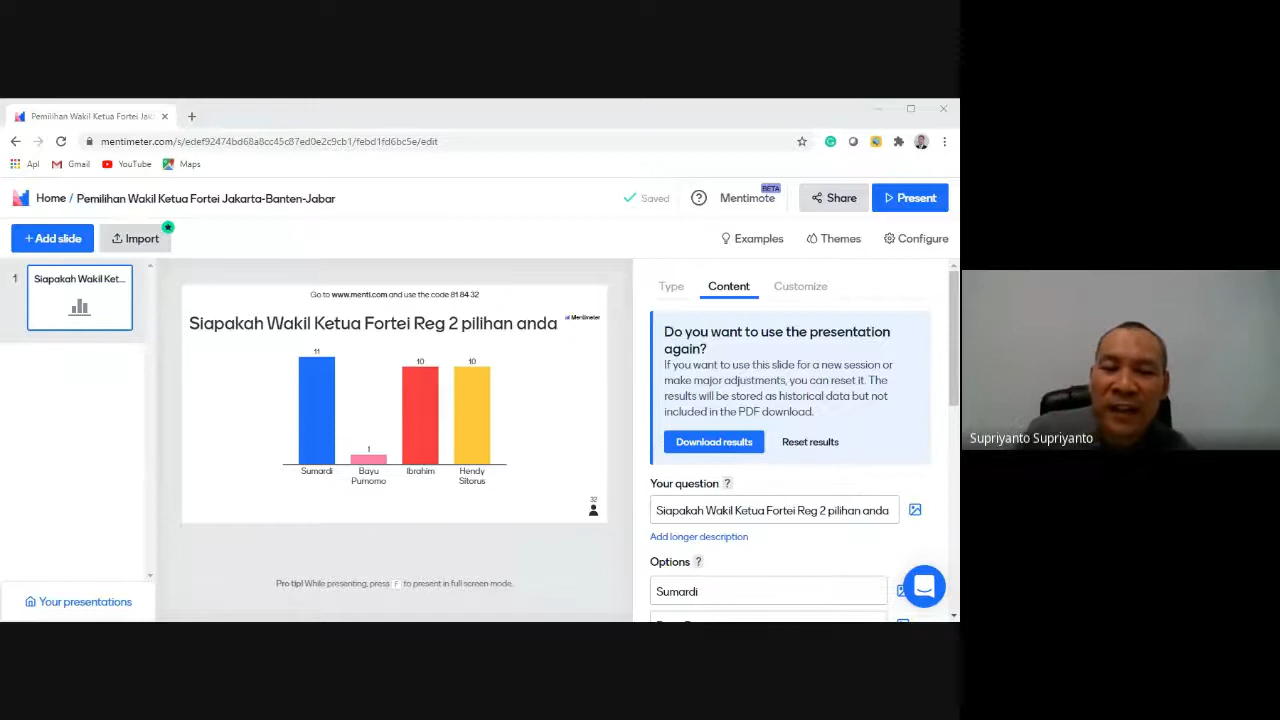 Pemilihan Wakil Ketua Fortei Jak
mentimeter.com/s/edef92474bd68a8cc45c87ed0e2c9cb1/febd1fd6bc5e/edit
Apl Gmail YouTube Maps
Home / Pemilihan Wakil Ketua Fortei Jakarta-Banten-Jabar
Saved
?
Mentimote
BETA
Share
Present
+ Add slide
Import
Examples
Themes
Configure
1
Siapakah Wakil Ket...
Go to www.menti.com and use the code 81 84 32
Siapakah Wakil Ketua Fortei Reg 2 pilihan anda
Mentimeter
11
1
10
10
Sumardi
Bayu
Purnomo
Ibrahim
Hendy
Sitorus
32
Pro tip! While presenting, press F to present in full screen mode.
Your presentations
Type Content Customize
Do you want to use the presentation
again?
If you want to use this slide for a new session or
make major adjustments, you can reset it. The
results will be stored as historical data but not
included in the PDF download.
Download results
Reset results
Your question ?
Siapakah Wakil Ketua Fortei Reg 2 pilihan anda
Add longer description
Options ?
Sumardi
Supriyanto Supriyanto